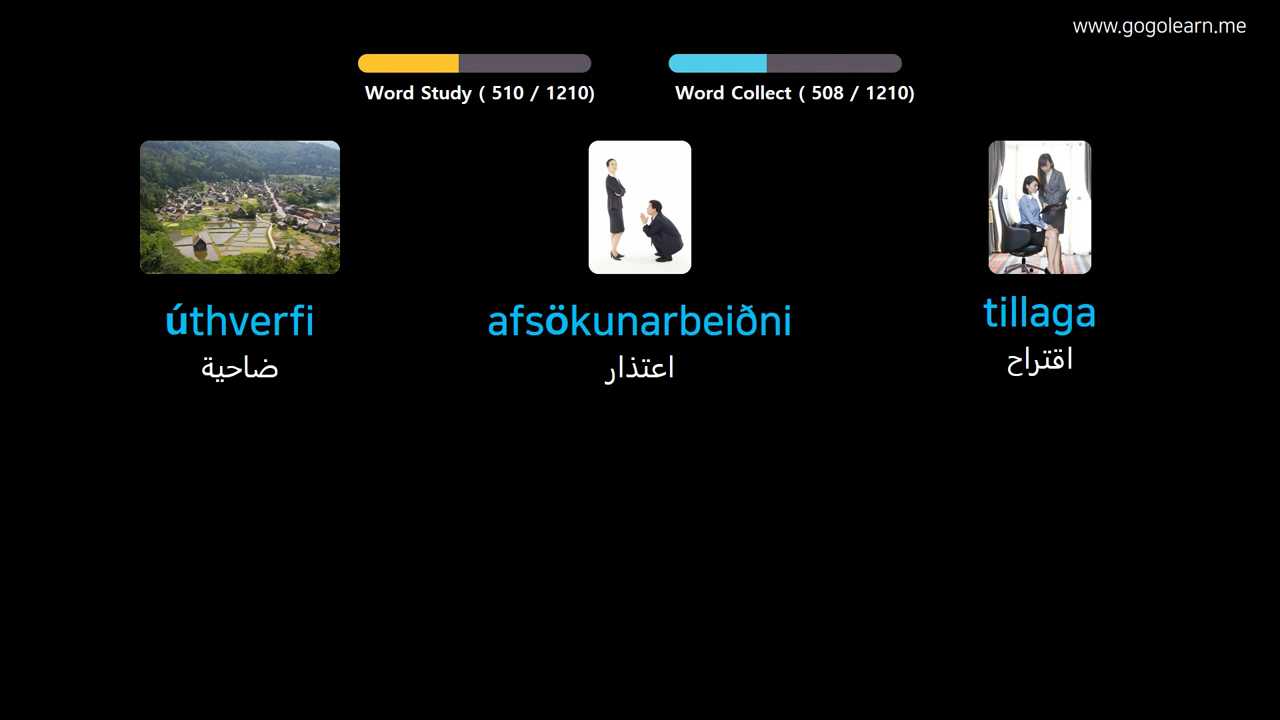 www.gogolearn.me
Word Study ( 510 / 1210)
Word Collect ( 508 / 1210)
úthverfi
ضاحية
afsökunarbeiðni
اعتذار
tillaga
اقتراح